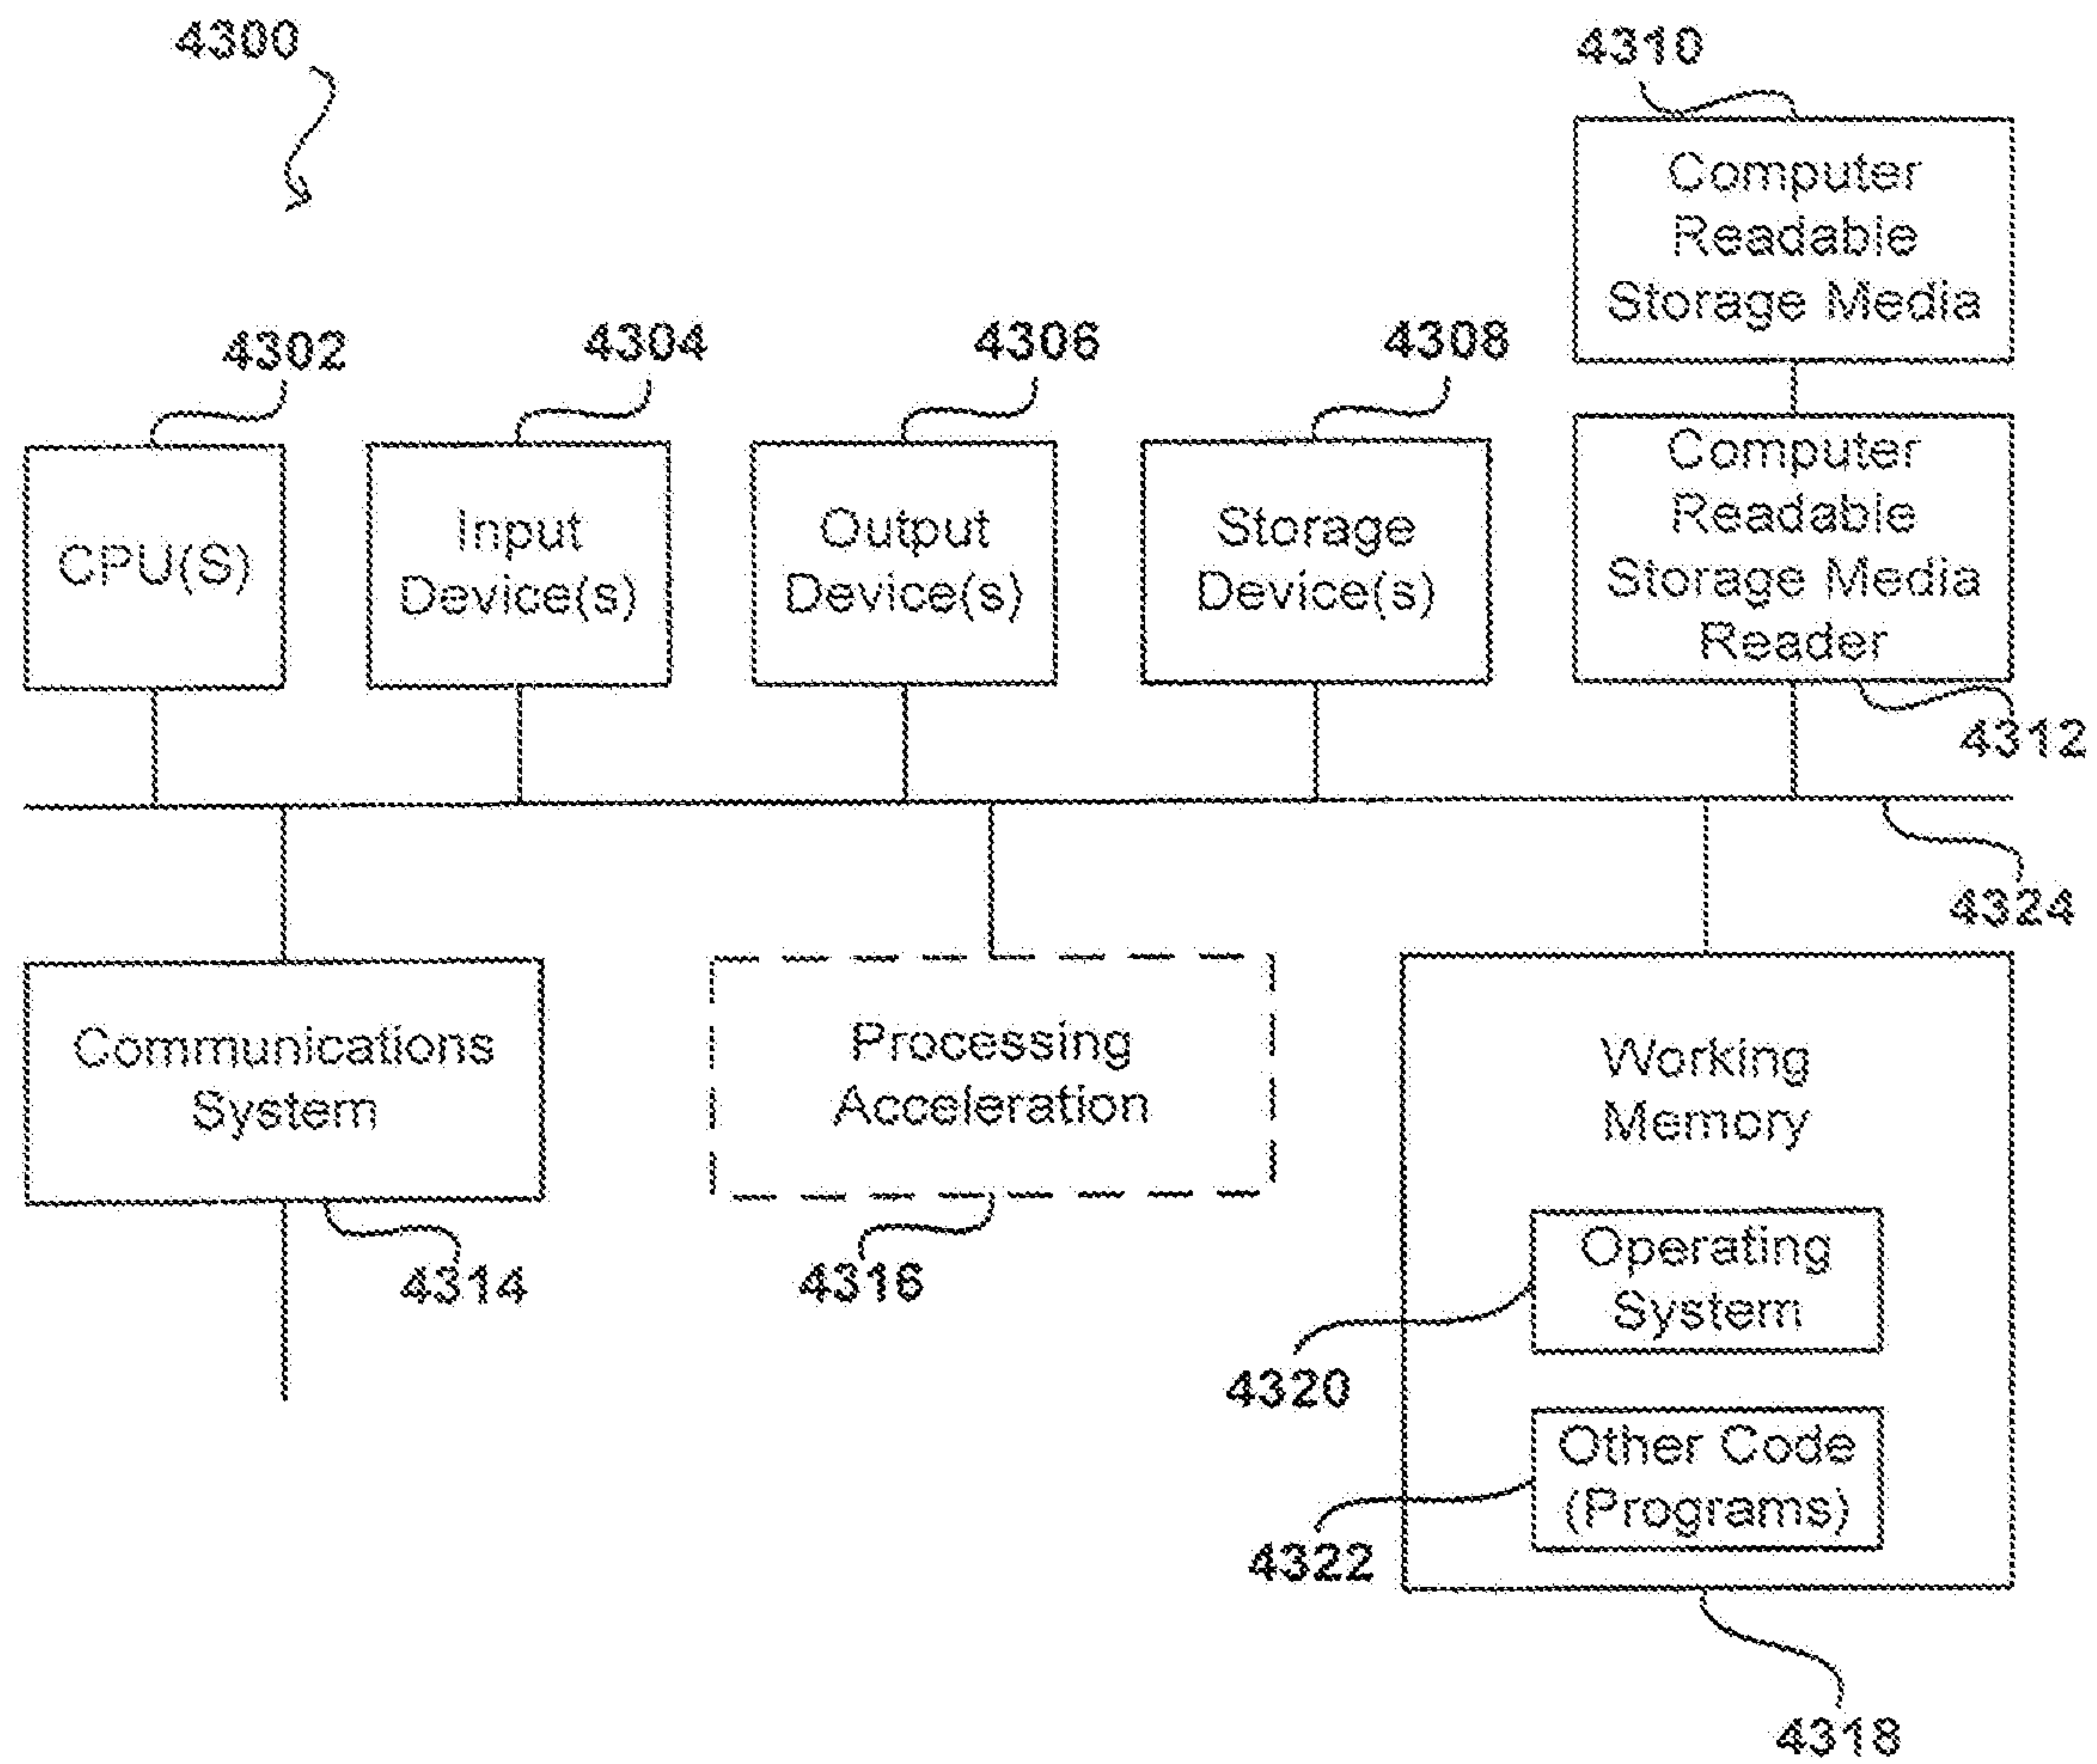 4300
4310
Computer
Readable
Storage Media
4302
4304
4306
4308
CPU(S)
Input
Device(s)
Output
Device(s)
Storage
Device(s)
Computer
Readable
Storage Media
Reader
4312
4324
Communications
System
4314
Processing
Acceleration
4316
Working
Memory
Operating
System
4320
Other Code
(Programs)
4322
4318